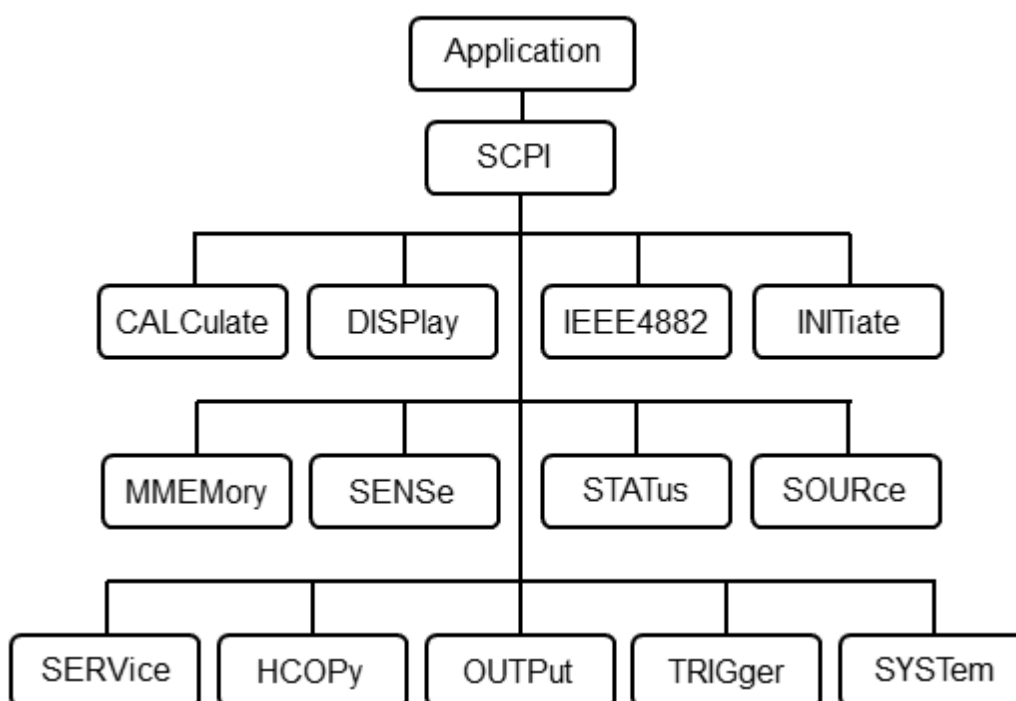 Application
SCPI
CALCulate
DISPlay
IEEE4882
INITiate
MMEMory
SENSe
STATus
SOURce
SERVice
HCOPy
OUTPut
TRIGger
SYSTem